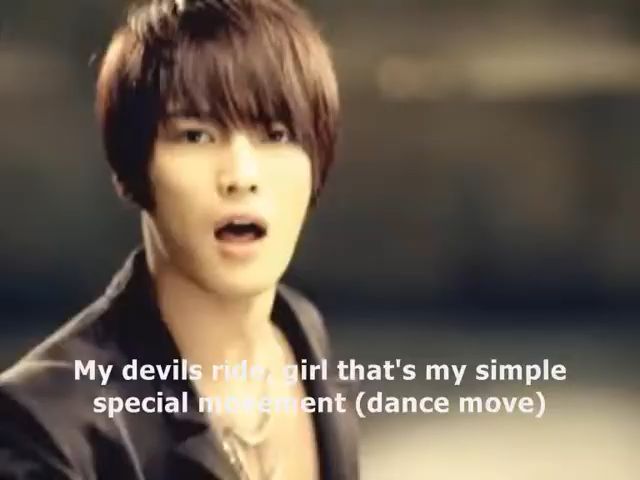 My devils ride, girl that's my simple
special movement (dance move)